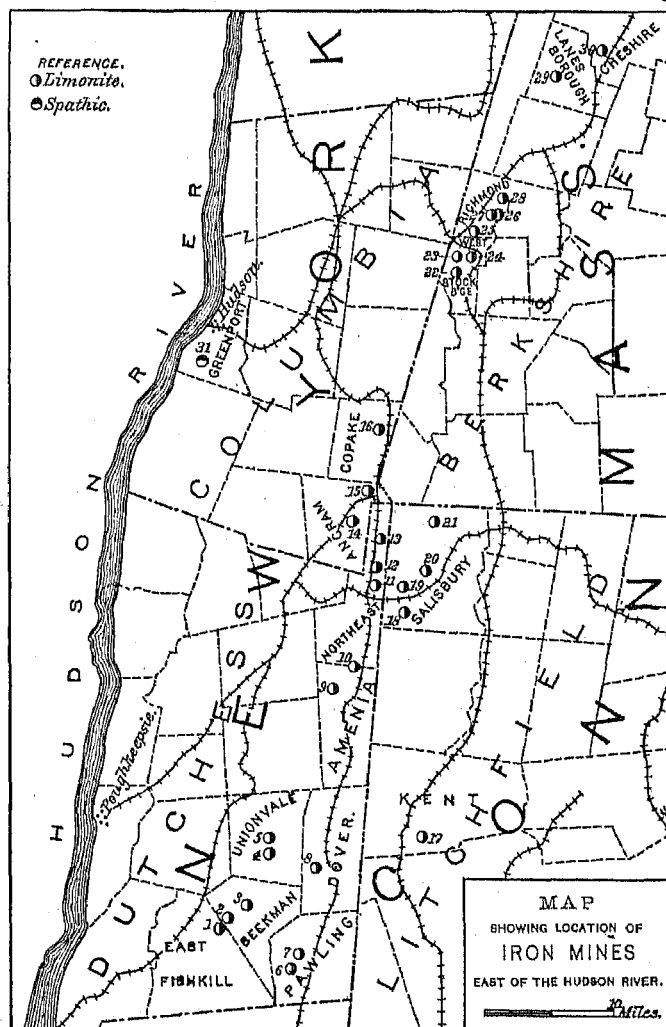 REFERENCE.
Limonite.
Spathic.
NEW YORK
MASS.
CONN
HUDSON RIVER
COLUMBIA
DUTCHESS
BERKSHIRE
LITCHFIELD
LANESBOROUGH
CHESHIRE
30
29
RICHMOND
28
27
26
25
WEST
STOCKBGE
24
23
22
Hudson.
GREENPORT
31
COPAKE
16
15
ANCRAM
14
13
12
11
21
20
19
18
SALISBURY
NORTHEAST
10
9
AMENIA
Poughkeepsie.
UNIONVALE
5
4
DOVER.
8
KENT
17
3
2
1
BEEKMAN
EAST
FISHKILL
7
6
PAWLING
MAP
SHOWING LOCATION OF
IRON MINES
EAST OF THE HUDSON RIVER.
10
Miles.